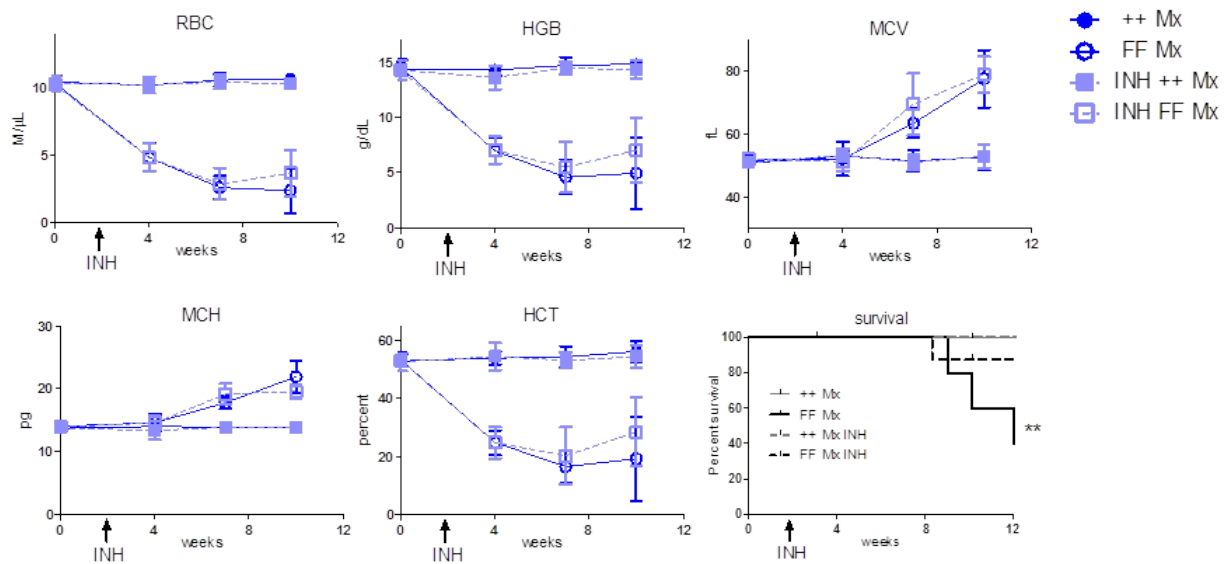 RBC
M/µL
10
5
0
0 4 8 12
weeks
INH
HGB
g/dL
15
10
5
0
0 4 8 12
weeks
INH
MCV
fL
80
60
40
0 4 8 12
weeks
INH
++ Mx
FF Mx
INH ++ Mx
INH FF Mx
MCH
pg
30
20
10
0
0 4 8 12
weeks
INH
HCT
percent
60
40
20
0
0 4 8 12
weeks
INH
survival
Percent survival
100
80
60
40
20
0
++ Mx
FF Mx
++ Mx INH
FF Mx INH
**
0 4 8 12
weeks
INH